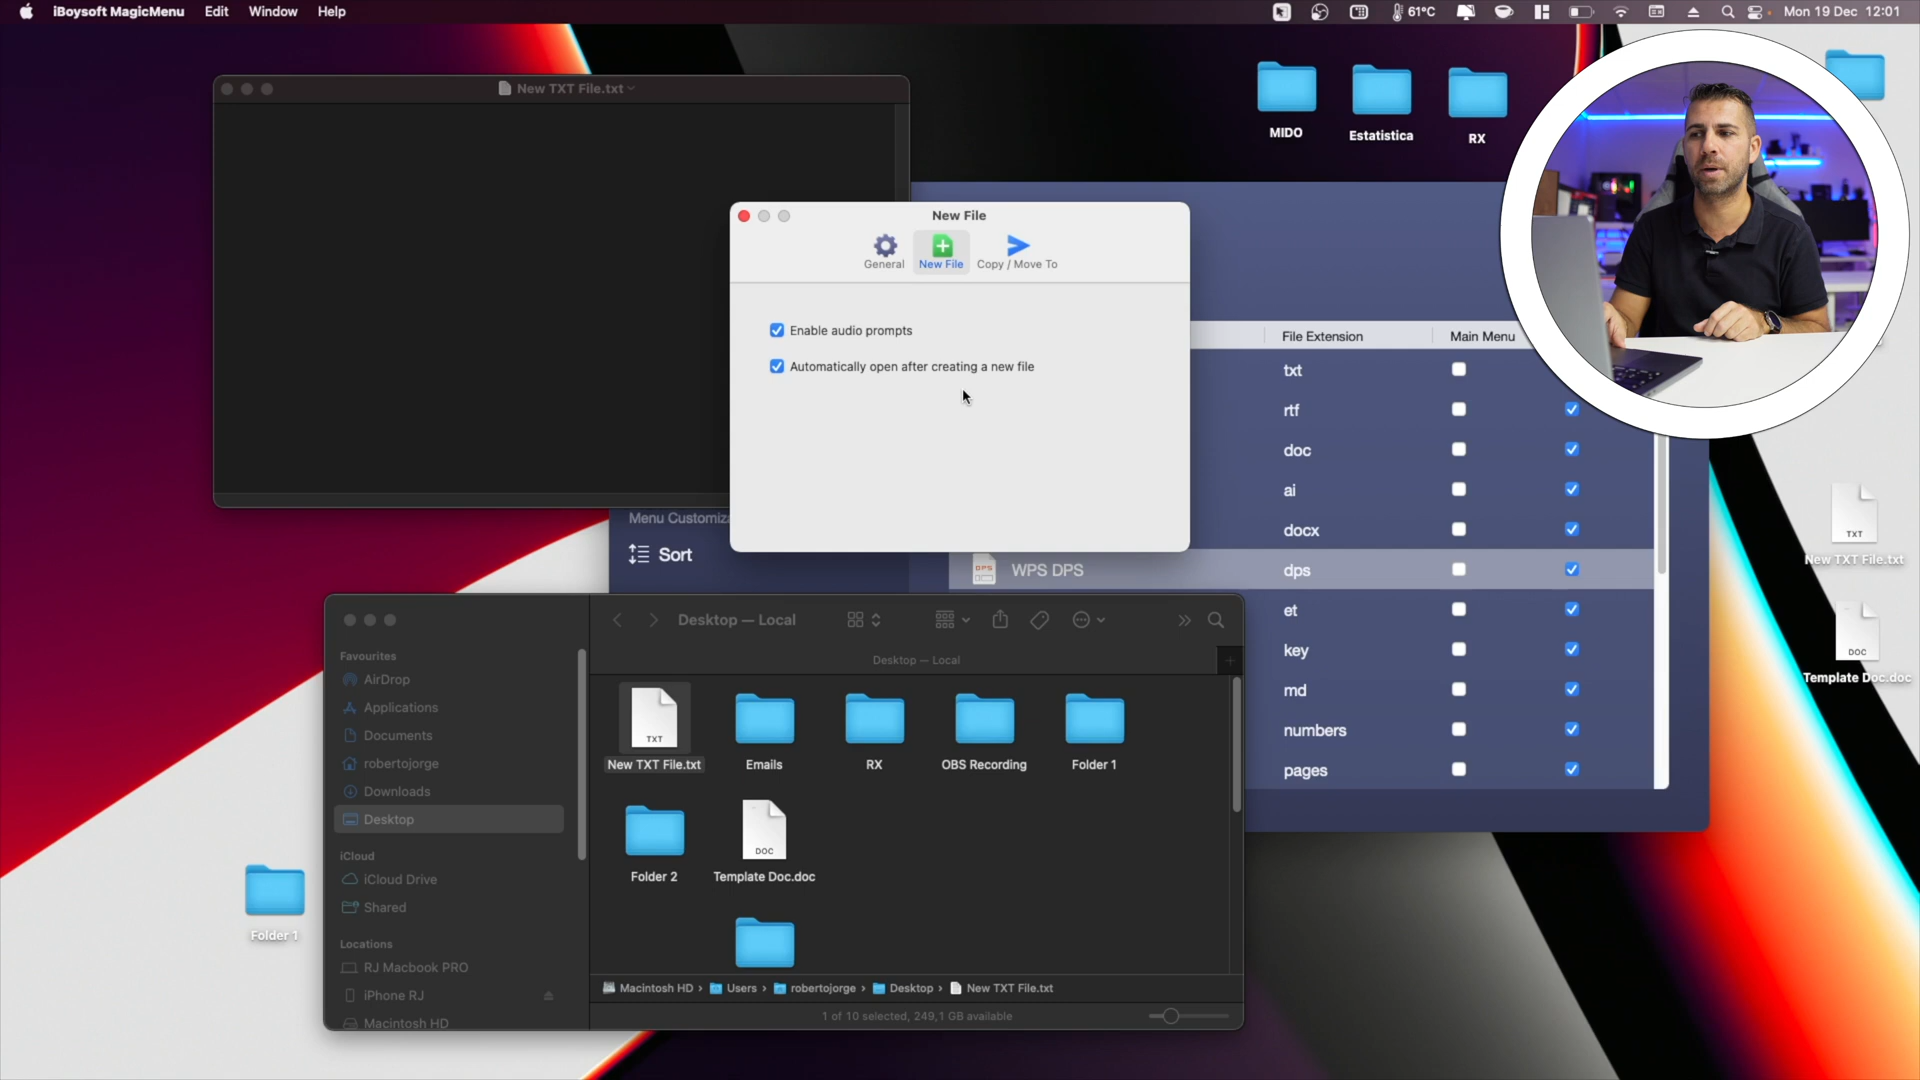 iBoysoft MagicMenu Edit Window Help 61°C Mon 19 Dec 12:01
New TXT File.txt
MIDO
Estatistica
RX
New File
General
New File
Copy / Move To
Enable audio prompts
Automatically open after creating a new file
File Extension Main Menu
txt
rtf
doc
ai
docx
WPS DPS dps
et
key
md
numbers
pages
Sort
TXT
New TXT File.txt
DOC
Template Doc.doc
Folder 1
Desktop — Local
Desktop — Local
Favourites
AirDrop
Applications
Documents
robertojorge
Downloads
Desktop
iCloud
iCloud Drive
Shared
Locations
RJ Macbook PRO
iPhone RJ
Macintosh HD
TXT
New TXT File.txt
Emails
RX
OBS Recording
Folder 1
Folder 2
DOC
Template Doc.doc
Macintosh HD › Users › robertojorge › Desktop › New TXT File.txt
1 of 10 selected, 249,1 GB available